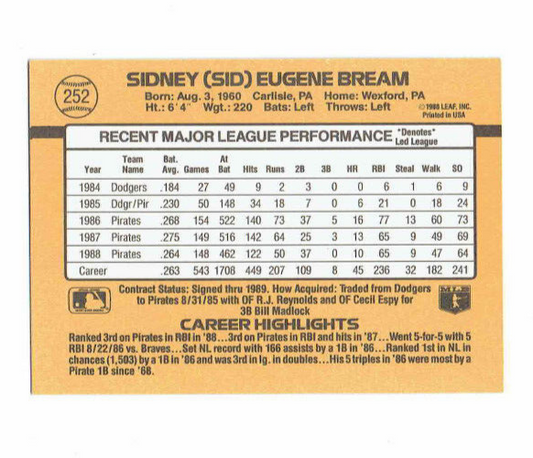 252
SIDNEY (SID) EUGENE BREAM
Born: Aug. 3, 1960 Carlisle, PA Home: Wexford, PA
Ht.: 6'4" Wgt.: 220 Bats: Left Throws: Left
©1988 LEAF, INC.
Printed in USA
RECENT MAJOR LEAGUE PERFORMANCE
"Denotes"
Led League
Year Team Name Bat. Avg. Games At Bat Hits Runs 2B 3B HR RBI Steal Walk SO
1984 Dodgers .184 27 49 9 2 3 0 0 6 1 6 9
1985 Ddgr/Pir .230 50 148 34 18 7 0 6 21 0 18 24
1986 Pirates .268 154 522 140 73 37 5 16 77 13 60 73
1987 Pirates .275 149 516 142 64 25 3 13 65 9 49 69
1988 Pirates .264 148 462 122 50 37 0 10 65 9 47 64
Career .263 543 1708 449 207 109 8 45 236 32 182 241
Contract Status: Signed thru 1989. How Acquired: Traded from Dodgers
to Pirates 8/31/85 with OF R.J. Reynolds and OF Cecil Espy for
3B Bill Madlock
CAREER HIGHLIGHTS
Ranked 3rd on Pirates in RBI in '88...3rd on Pirates in RBI and hits in '87...Went 5-for-5 with 5
RBI 8/22/86 vs. Braves...Set NL record with 166 assists by a 1B in '86...Ranked 1st in NL in
chances (1,503) by a 1B in '86 and was 3rd in lg. in doubles...His 5 triples in '86 were most by a
Pirate 1B since '68.